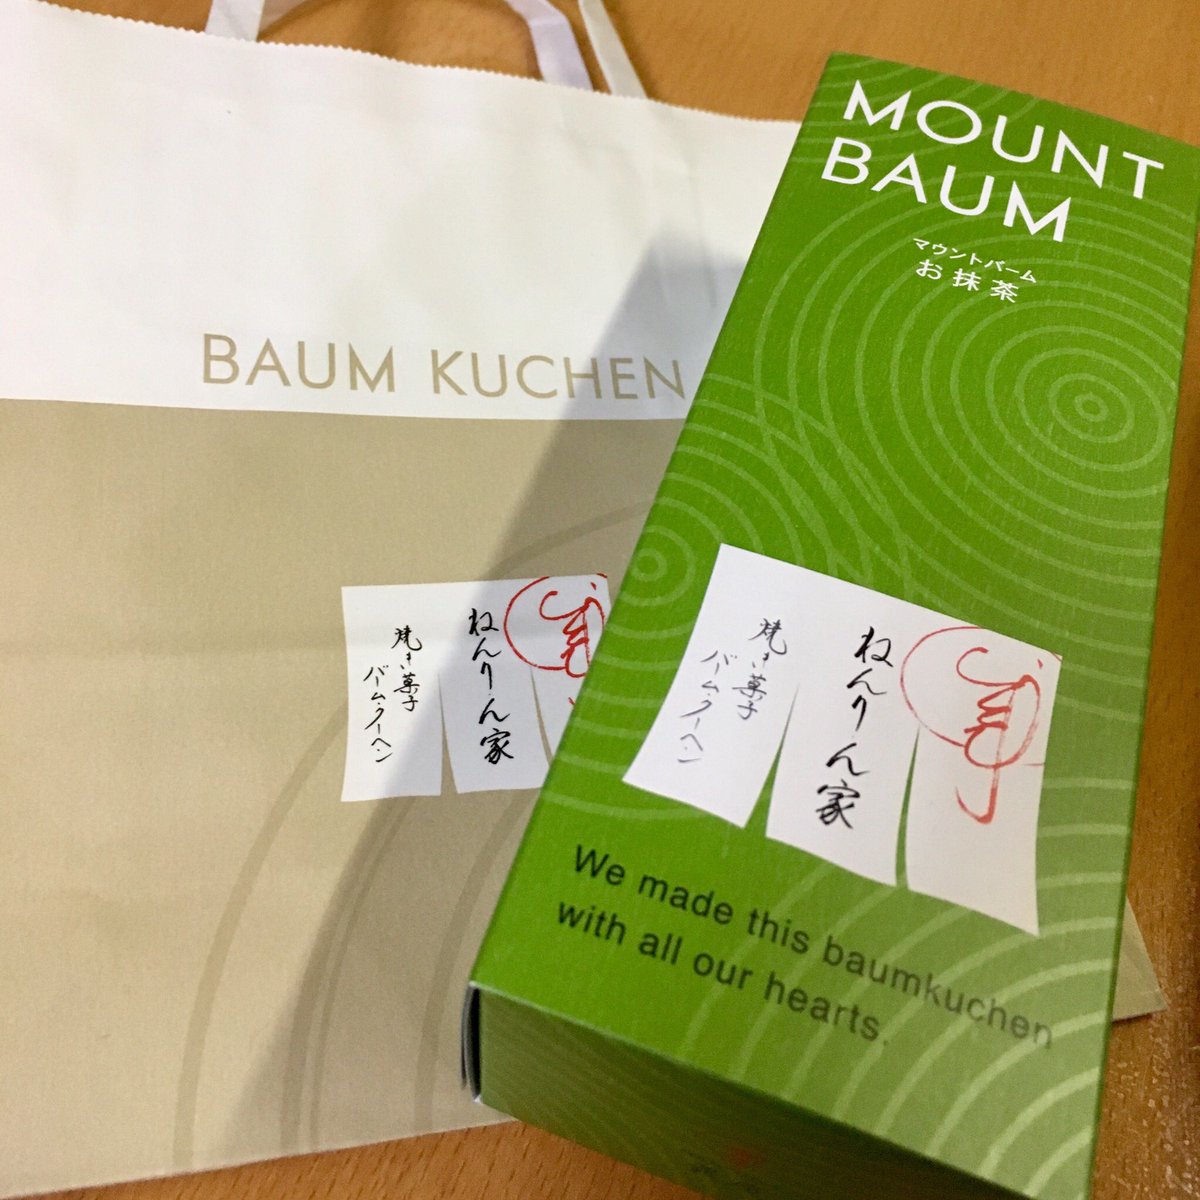 BAUM KUCHEN
ねんりん家
焼き菓子
バーム・クーヘン
MOUNT
BAUM
マウントバーム
お抹茶
ねんりん家
焼き菓子
バーム・クーヘン
We made this baumkuchen
with all our hearts.